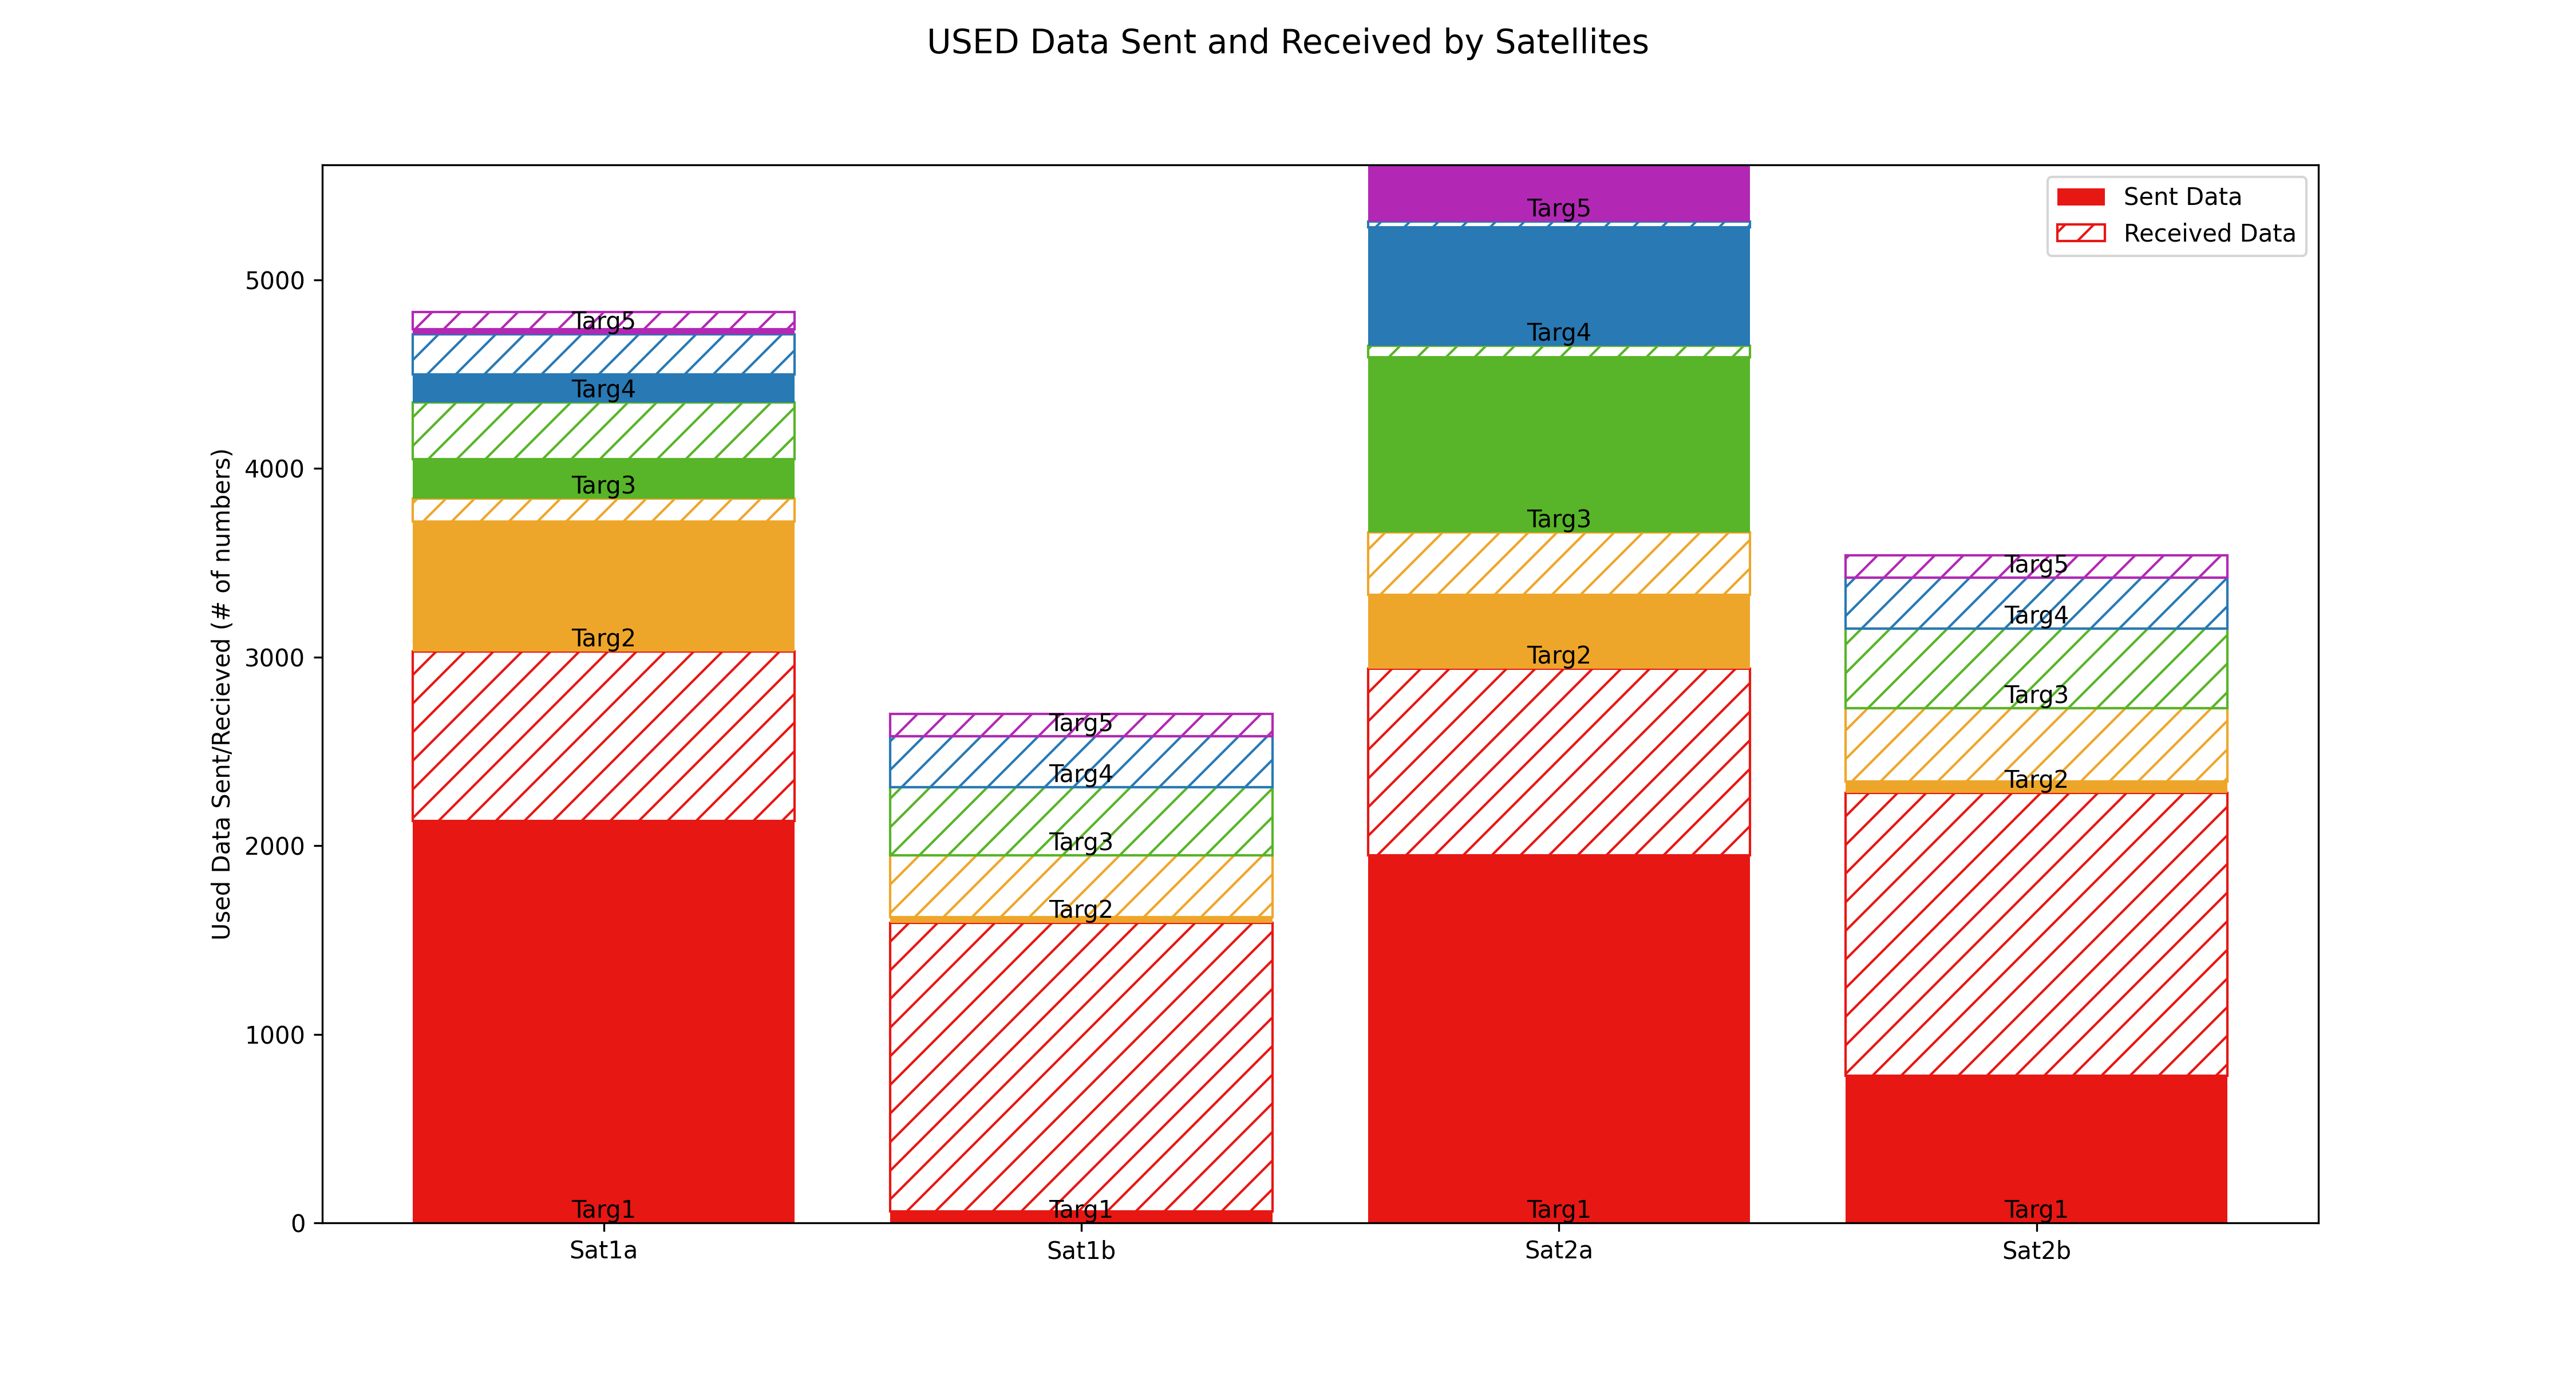 USED Data Sent and Received by Satellites
Sent Data
Received Data
Used Data Sent/Recieved (# of numbers)
5000
4000
3000
2000
1000
0
Targ5
Targ4
Targ3
Targ2
Targ1
Targ5
Targ4
Targ3
Targ2
Targ1
Targ5
Targ4
Targ3
Targ2
Targ1
Targ5
Targ4
Targ3
Targ2
Targ1
Sat1a
Sat1b
Sat2a
Sat2b